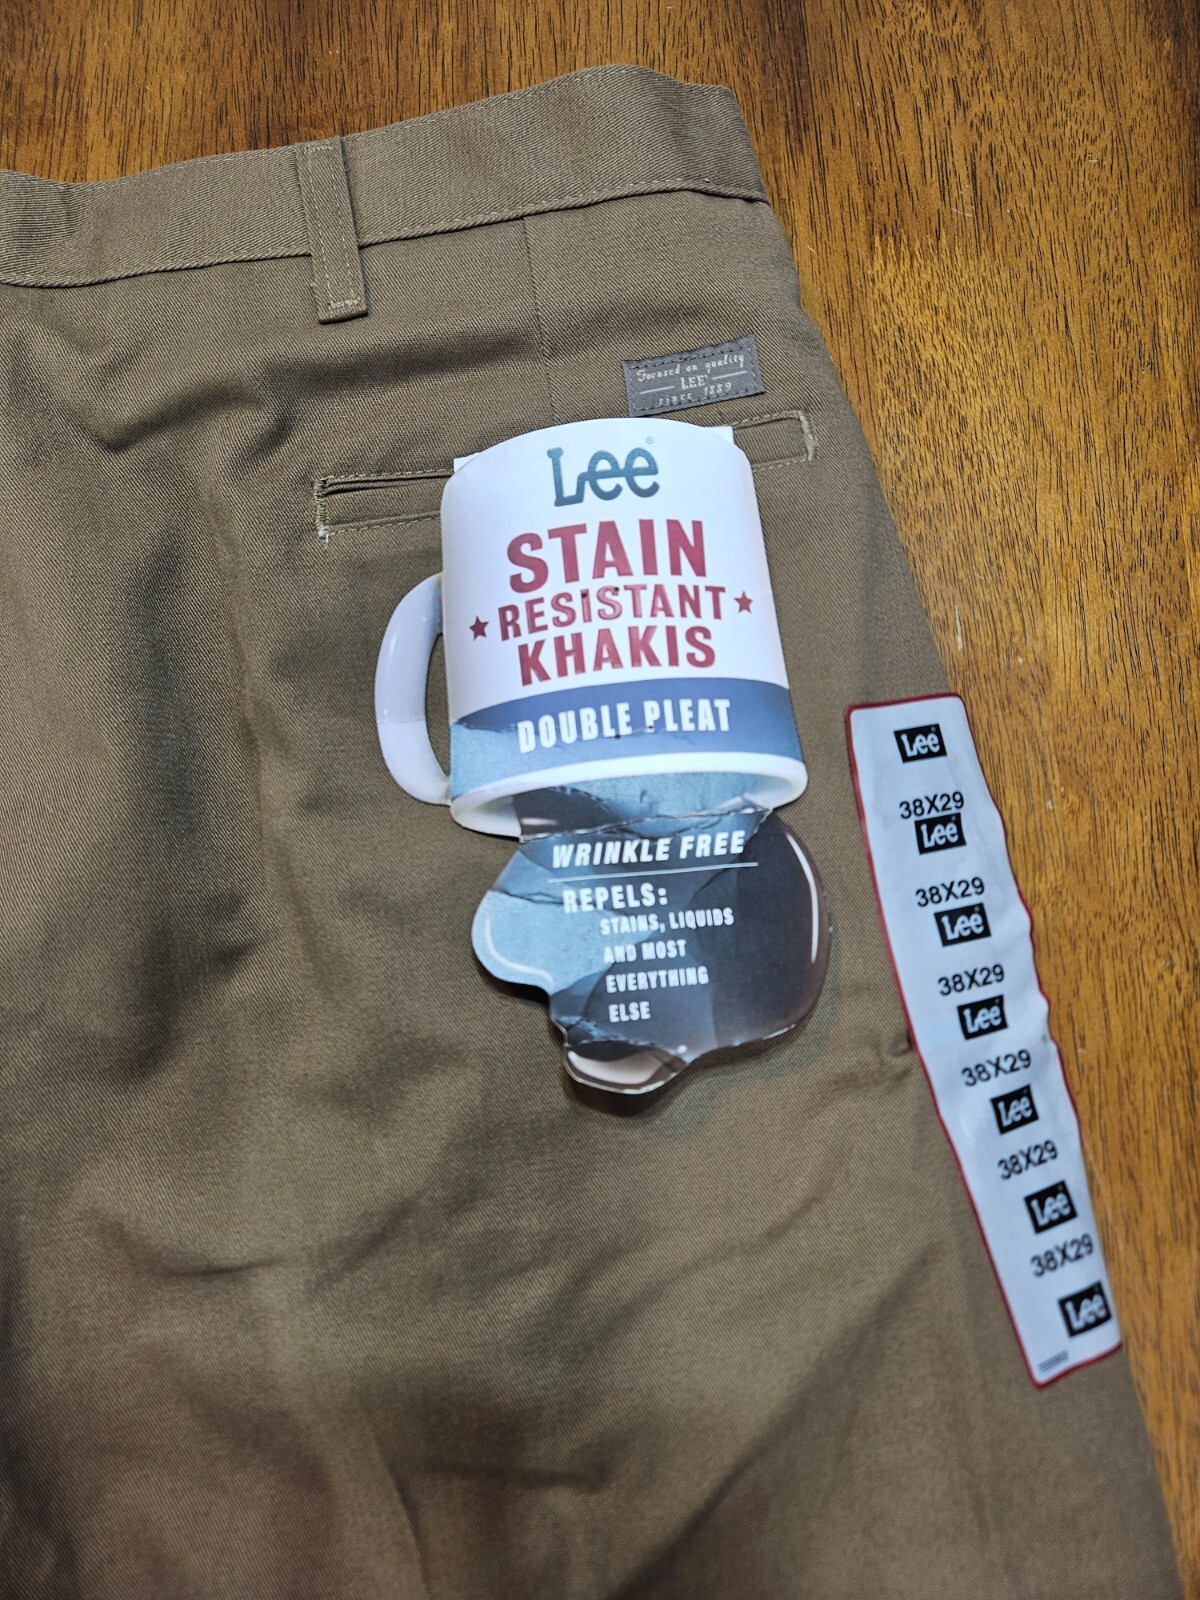 Focused on quality
LEE®
since 1889
Lee®
STAIN
RESISTANT
KHAKIS
DOUBLE PLEAT
WRINKLE FREE
REPELS:
STAINS, LIQUIDS
AND MOST
EVERYTHING
ELSE
Lee
38X29
Lee
38X29
Lee
38X29
Lee
38X29
Lee
38X29
Lee
38X29
Lee